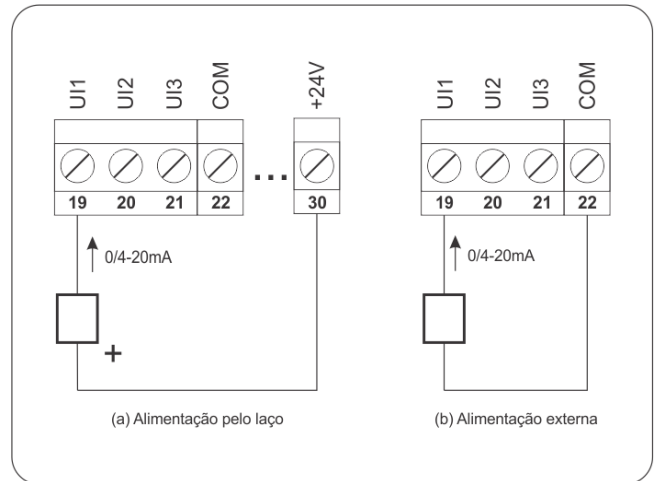 UI1 UI2 UI3 COM +24V
19 20 21 22 ... 30
0/4-20mA
+
(a) Alimentação pelo laço
UI1 UI2 UI3 COM
19 20 21 22
0/4-20mA
(b) Alimentação externa